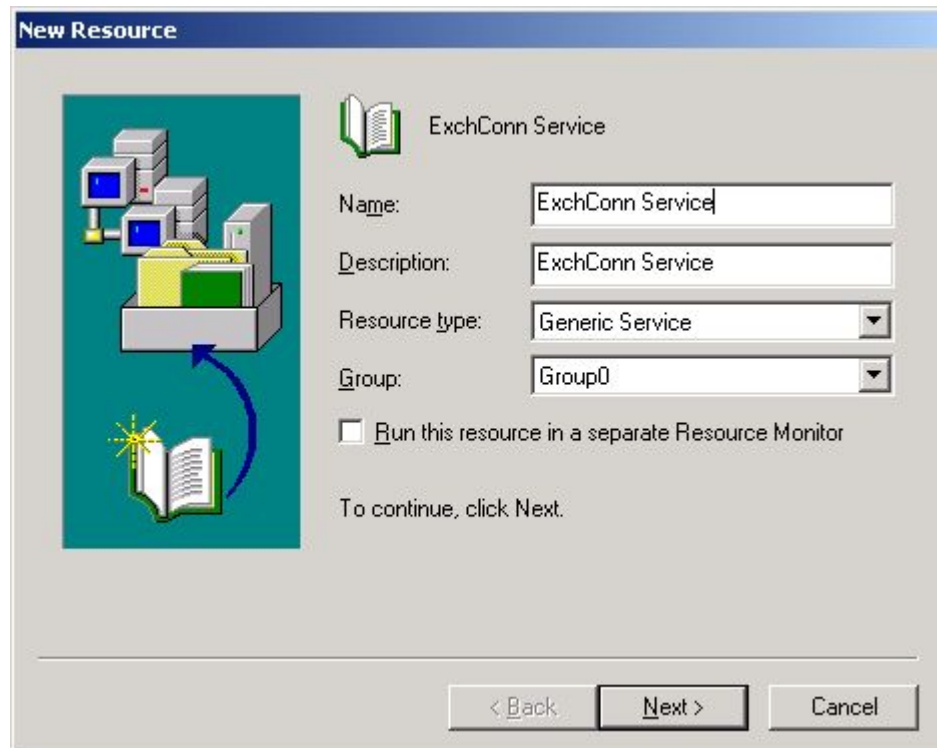 New Resource
ExchConn Service
Name: ExchConn Service
Description: ExchConn Service
Resource type: Generic Service
Group: Group0
Run this resource in a separate Resource Monitor
To continue, click Next.
< Back Next > Cancel